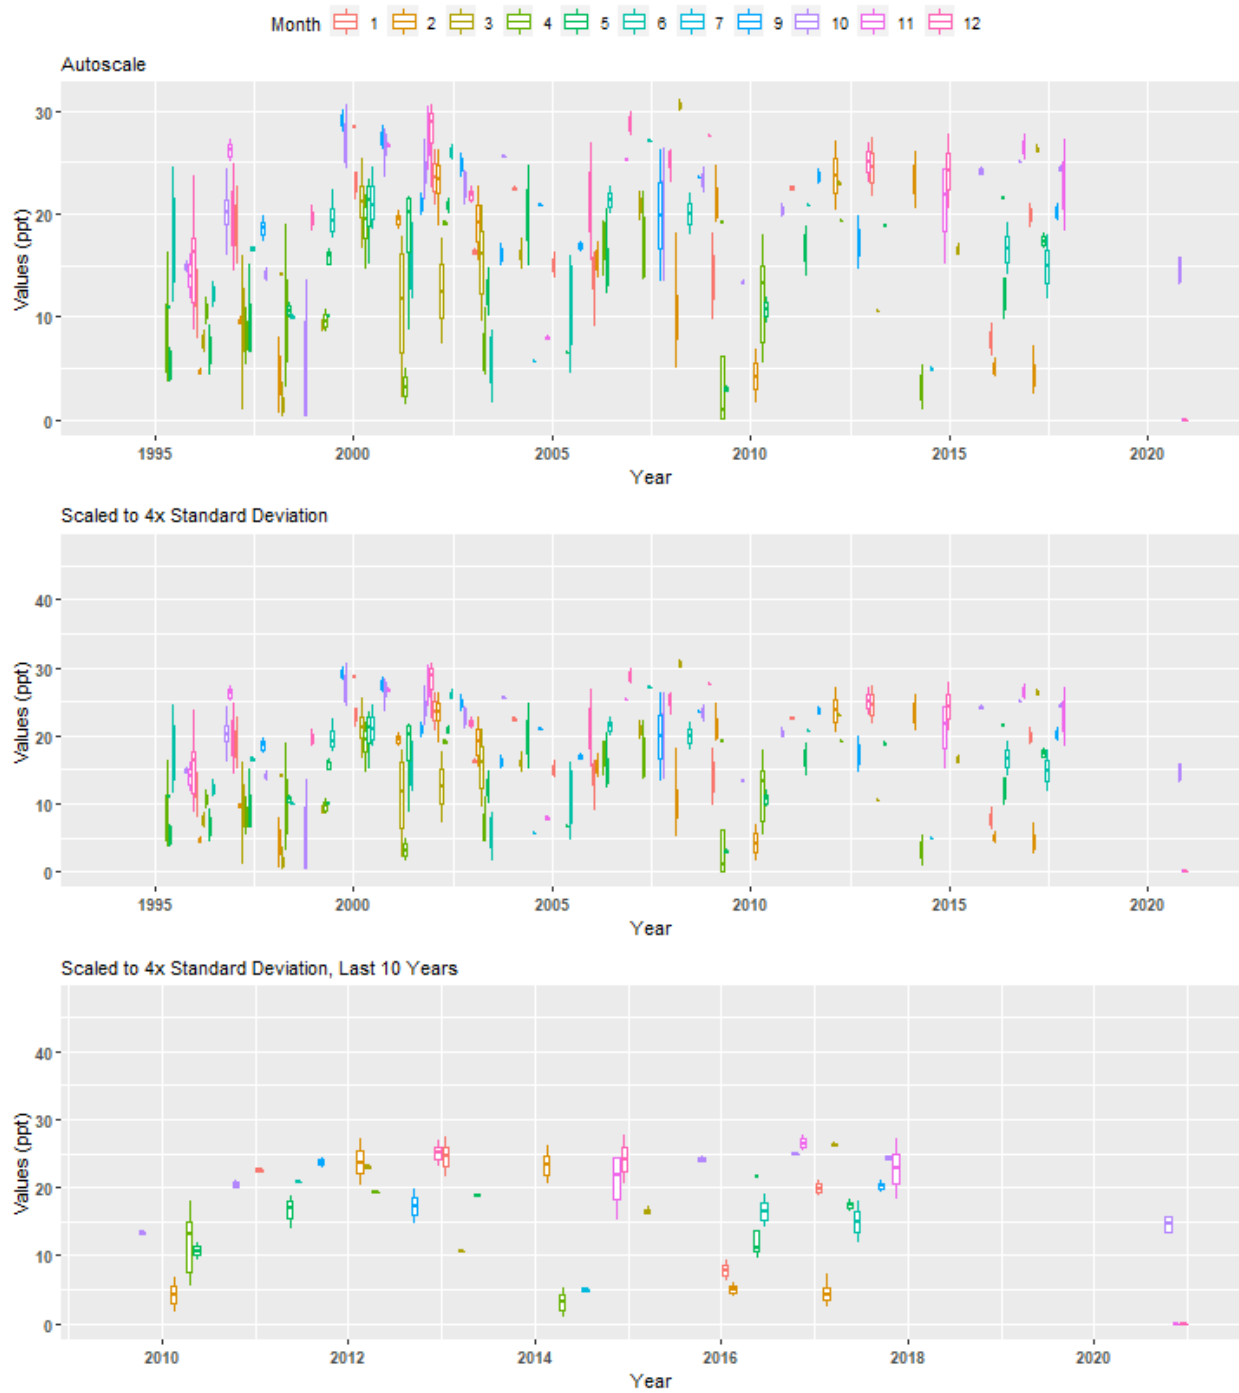 Month 1 2 3 4 5 6 7 9 10 11 12
Autoscale
30
20
10
0
Values (ppt)
1995 2000 2005 2010 2015 2020
Year
Scaled to 4x Standard Deviation
40
30
20
10
0
Values (ppt)
1995 2000 2005 2010 2015 2020
Year
Scaled to 4x Standard Deviation, Last 10 Years
40
30
20
10
0
Values (ppt)
2010 2012 2014 2016 2018 2020
Year